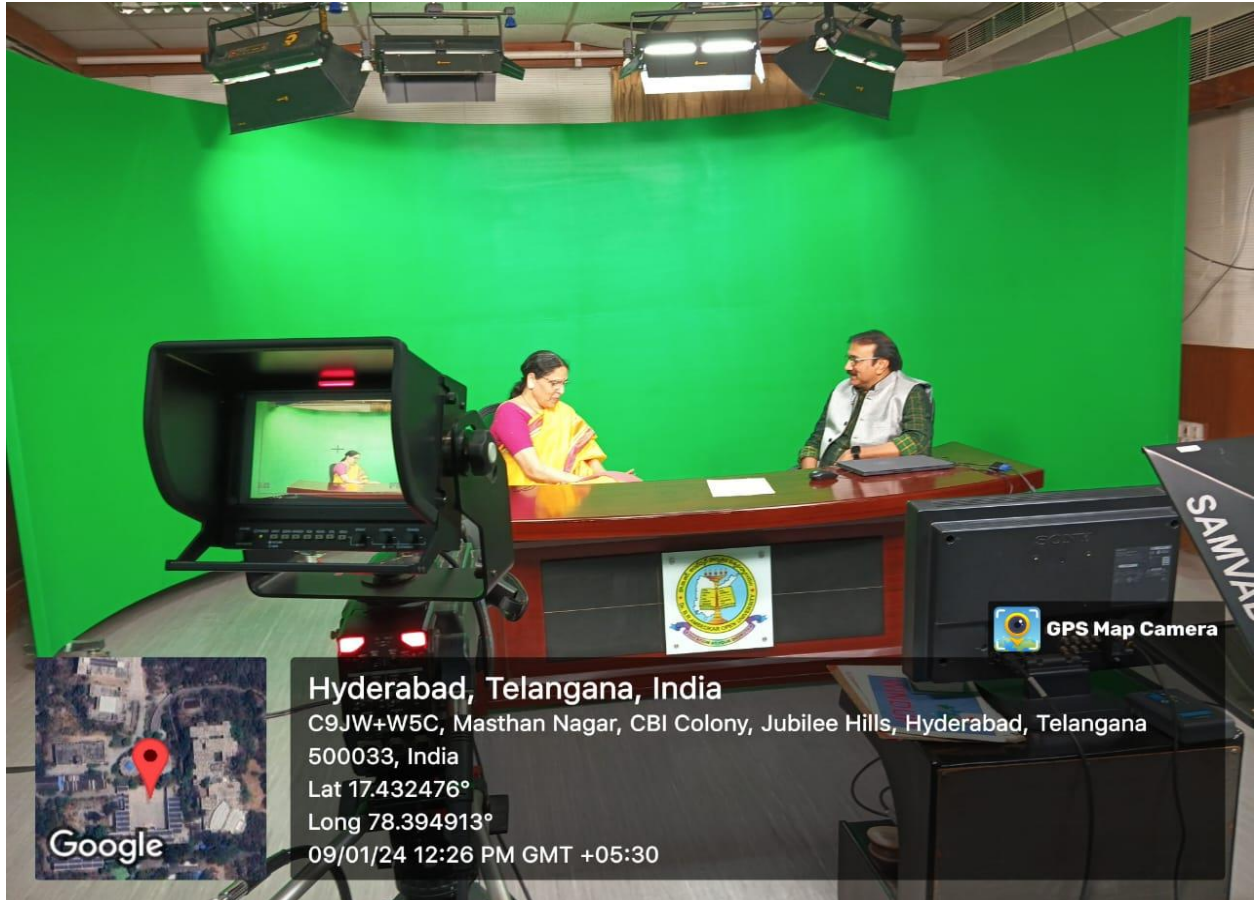 SONY
SAMVAD
GPS Map Camera
Hyderabad, Telangana, India
C9JW+W5C, Masthan Nagar, CBI Colony, Jubilee Hills, Hyderabad, Telangana
500033, India
Lat 17.432476°
Long 78.394913°
09/01/24 12:26 PM GMT +05:30
Google